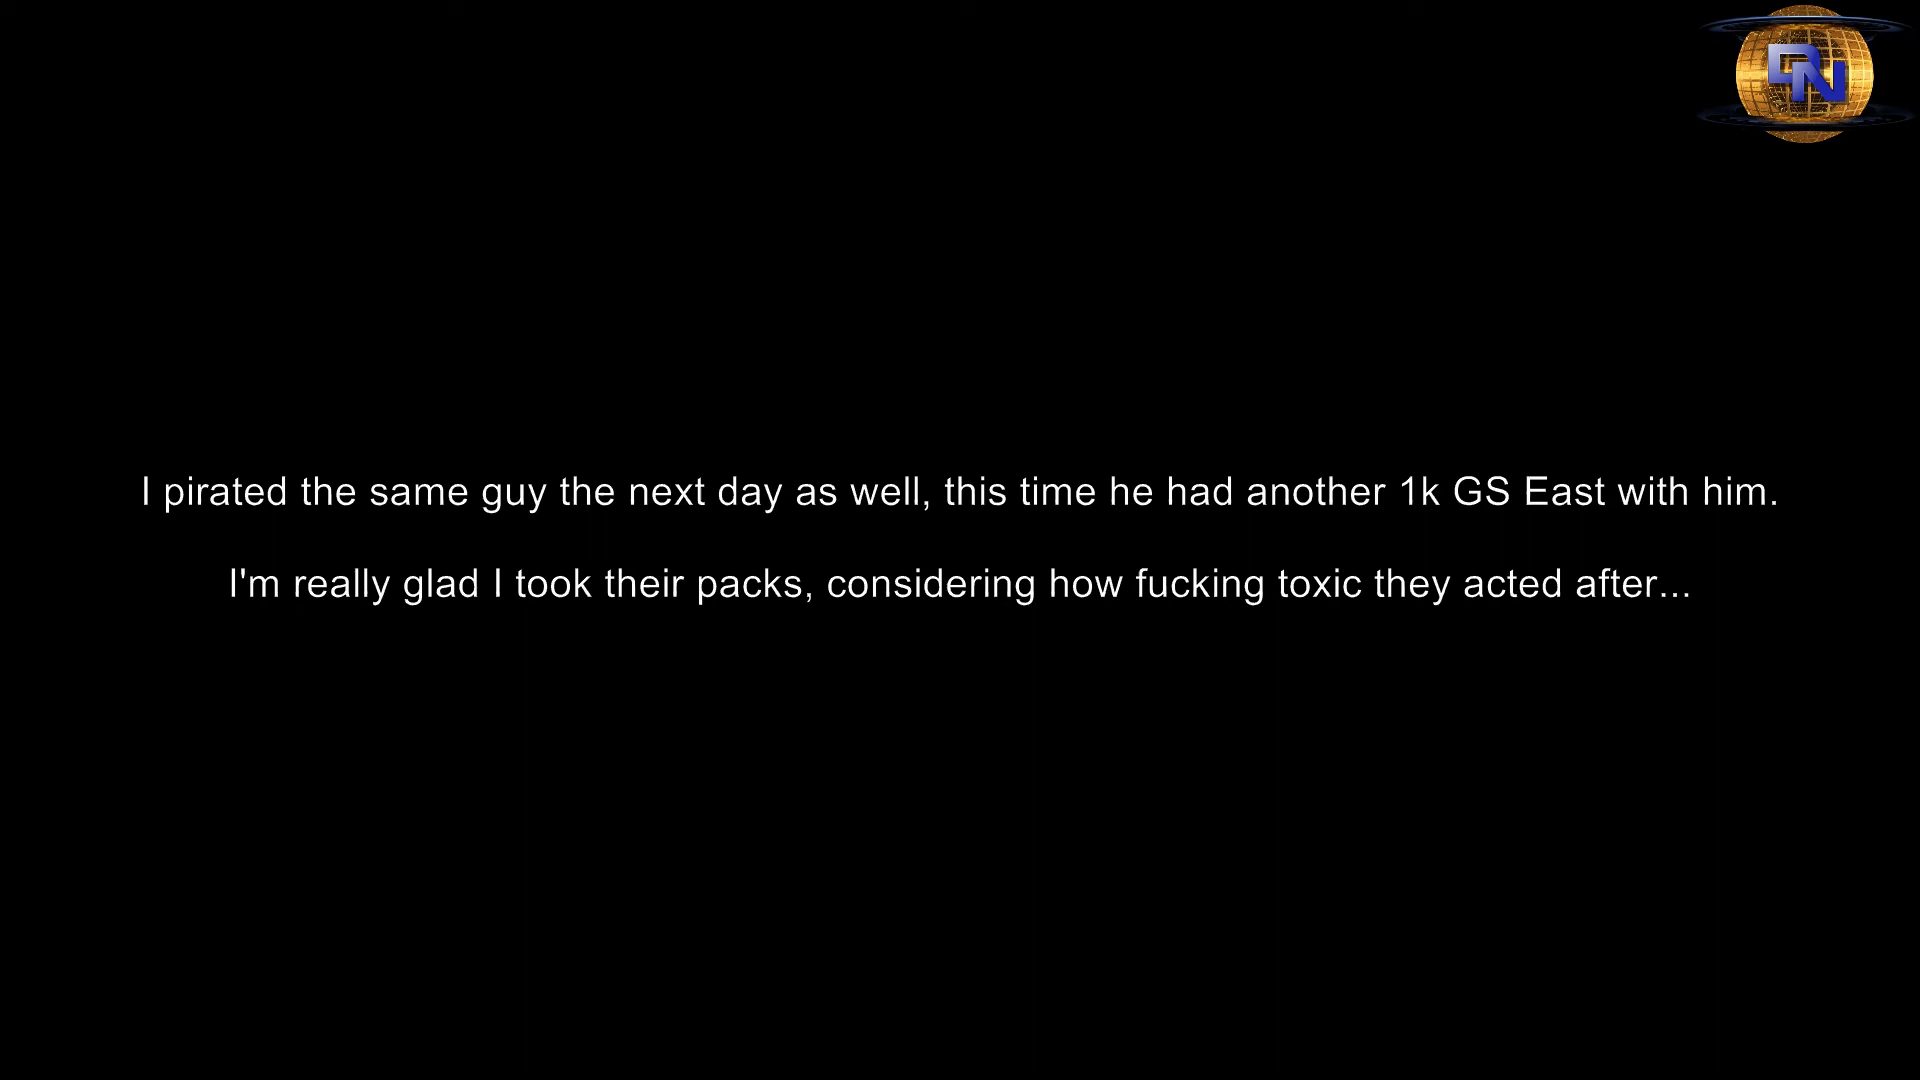 DN
I pirated the same guy the next day as well, this time he had another 1k GS East with him.
I'm really glad I took their packs, considering how fucking toxic they acted after...